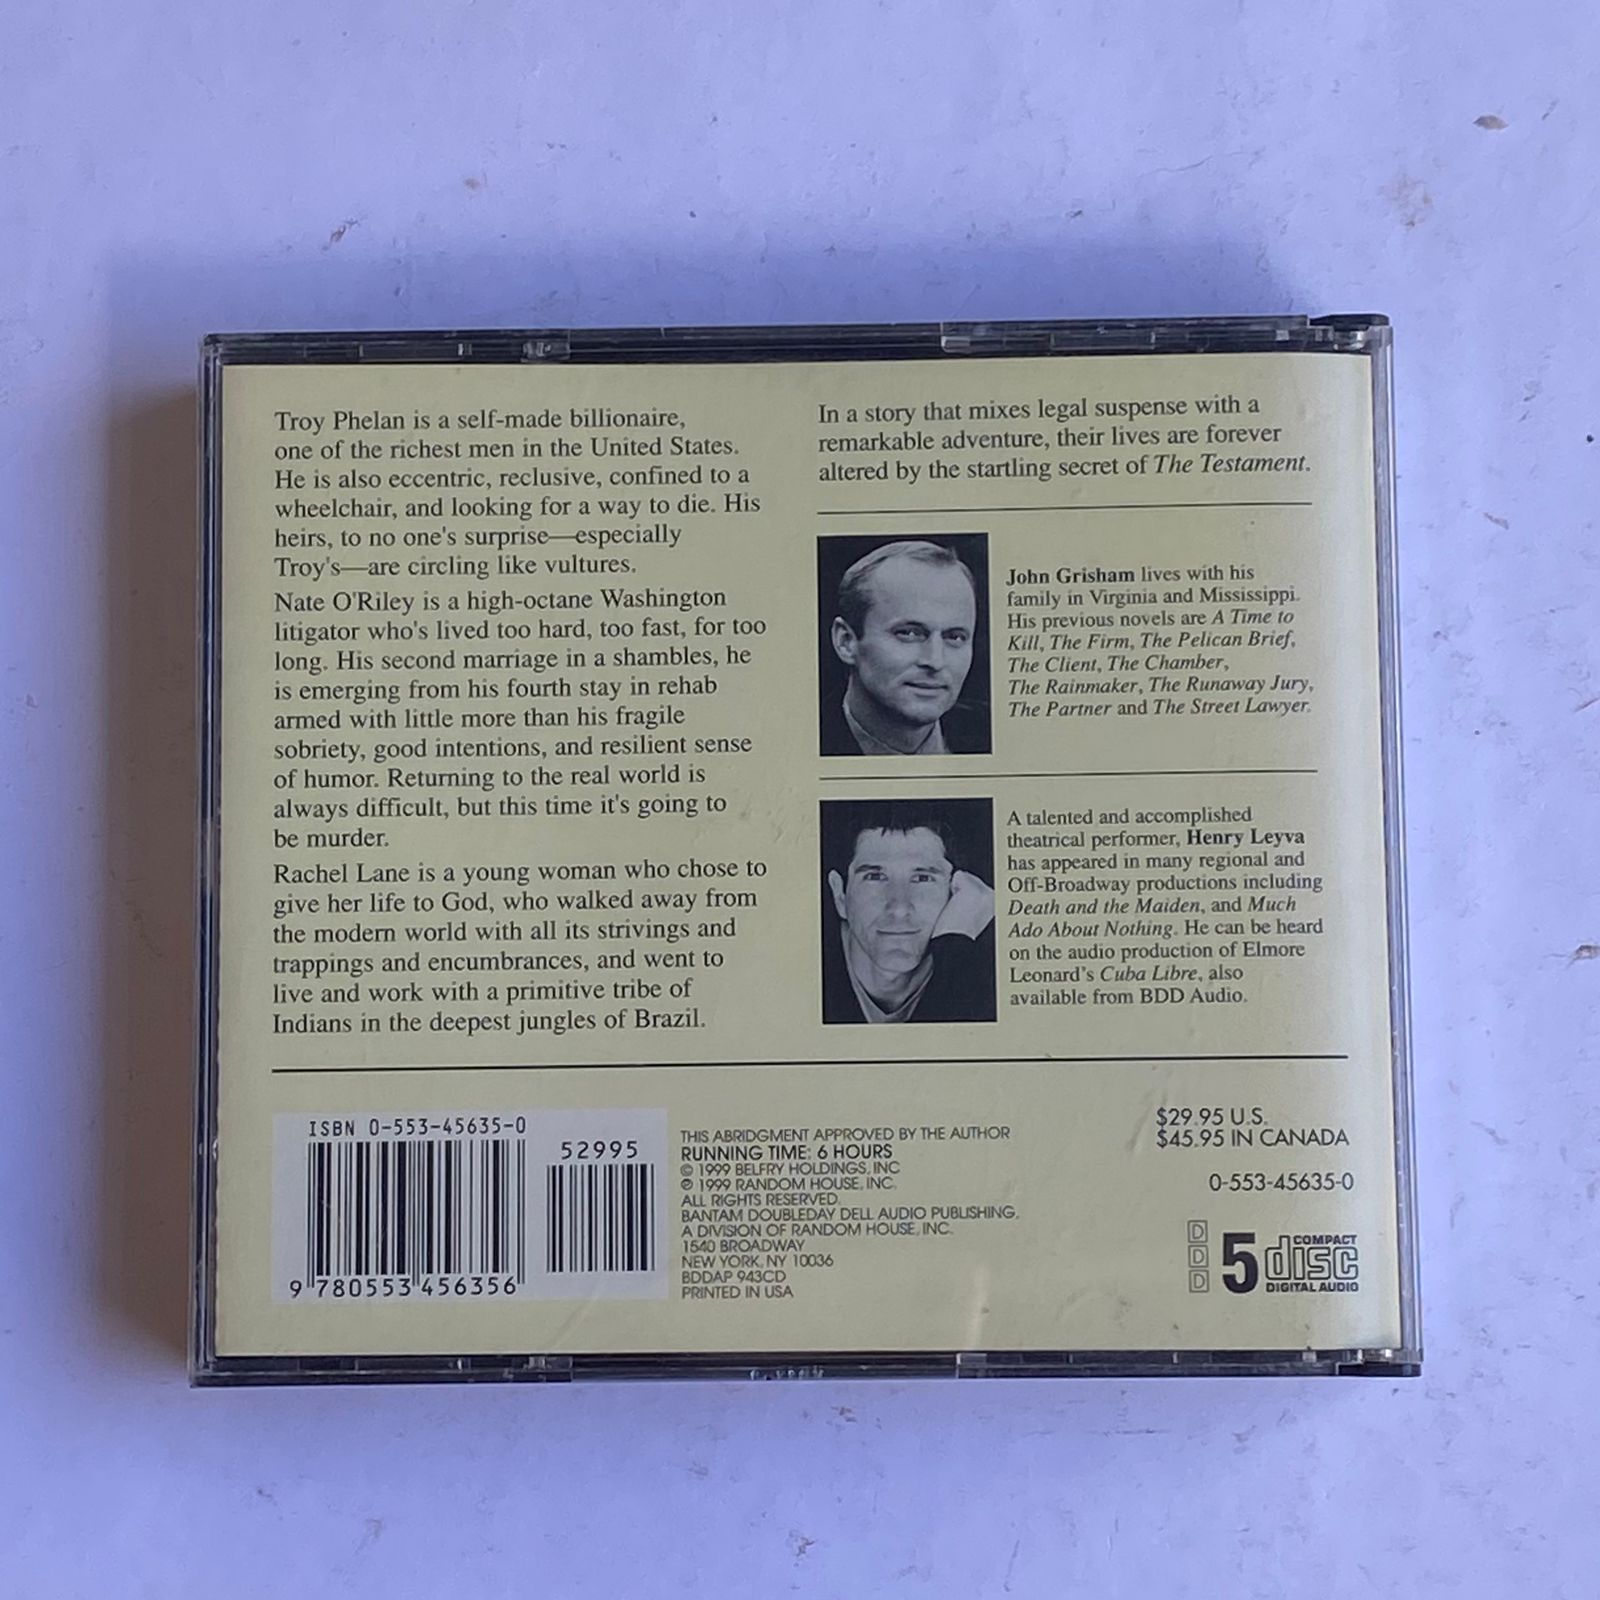 Troy Phelan is a self-made billionaire,
one of the richest men in the United States.
He is also eccentric, reclusive, confined to a
wheelchair, and looking for a way to die. His
heirs, to no one's surprise—especially
Troy's—are circling like vultures.
Nate O'Riley is a high-octane Washington
litigator who's lived too hard, too fast, for too
long. His second marriage in a shambles, he
is emerging from his fourth stay in rehab
armed with little more than his fragile
sobriety, good intentions, and resilient sense
of humor. Returning to the real world is
always difficult, but this time it's going to
be murder.
Rachel Lane is a young woman who chose to
give her life to God, who walked away from
the modern world with all its strivings and
trappings and encumbrances, and went to
live and work with a primitive tribe of
Indians in the deepest jungles of Brazil.
In a story that mixes legal suspense with a
remarkable adventure, their lives are forever
altered by the startling secret of The Testament.
John Grisham lives with his
family in Virginia and Mississippi.
His previous novels are A Time to
Kill, The Firm, The Pelican Brief,
The Client, The Chamber,
The Rainmaker, The Runaway Jury,
The Partner and The Street Lawyer.
A talented and accomplished
theatrical performer, Henry Leyva
has appeared in many regional and
Off-Broadway productions including
Death and the Maiden, and Much
Ado About Nothing. He can be heard
on the audio production of Elmore
Leonard's Cuba Libre, also
available from BDD Audio.
ISBN 0-553-45635-0
52995
9 780553 456356
THIS ABRIDGMENT APPROVED BY THE AUTHOR
RUNNING TIME: 6 HOURS
© 1999 BELFRY HOLDINGS, INC
℗ 1999 RANDOM HOUSE, INC.
ALL RIGHTS RESERVED.
BANTAM DOUBLEDAY DELL AUDIO PUBLISHING,
A DIVISION OF RANDOM HOUSE, INC.
1540 BROADWAY
NEW YORK, NY 10036
BDDAP 943CD
PRINTED IN USA
$29.95 U.S.
$45.95 IN CANADA
0-553-45635-0
D
D
D
5
COMPACT
disc
DIGITAL AUDIO